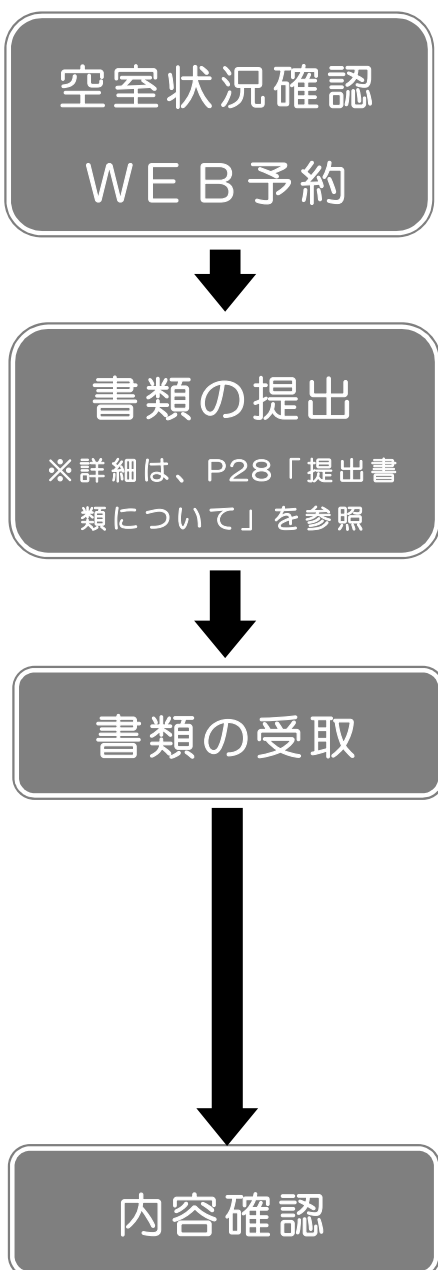 空室状況確認
ＷＥＢ予約
書類の提出
※詳細は、P28「提出書
類について」を参照
書類の受取
内容確認